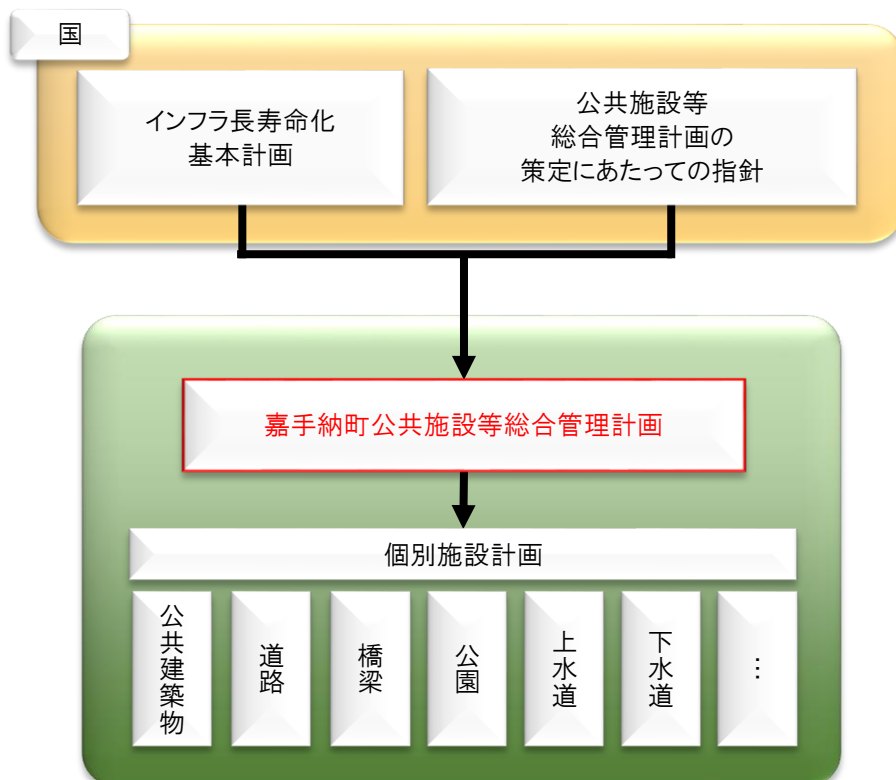 国
インフラ長寿命化
基本計画
公共施設等
総合管理計画の
策定にあたっての指針
嘉手納町公共施設等総合管理計画
個別施設計画
公共建築物
道路
橋梁
公園
上水道
下水道
…